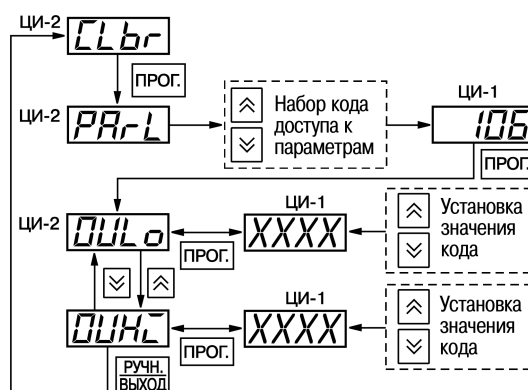 ЦИ-2 CLbr
ПРОГ.
ЦИ-1
ЦИ-2 PArL
Набор кода
доступа к
параметрам
106
ПРОГ.
ЦИ-1
Установка
значения
кода
ЦИ-2 OULo
XXXX
ПРОГ.
ЦИ-1
Установка
значения
кода
OUHi
XXXX
ПРОГ.
РУЧН.
ВЫХОД